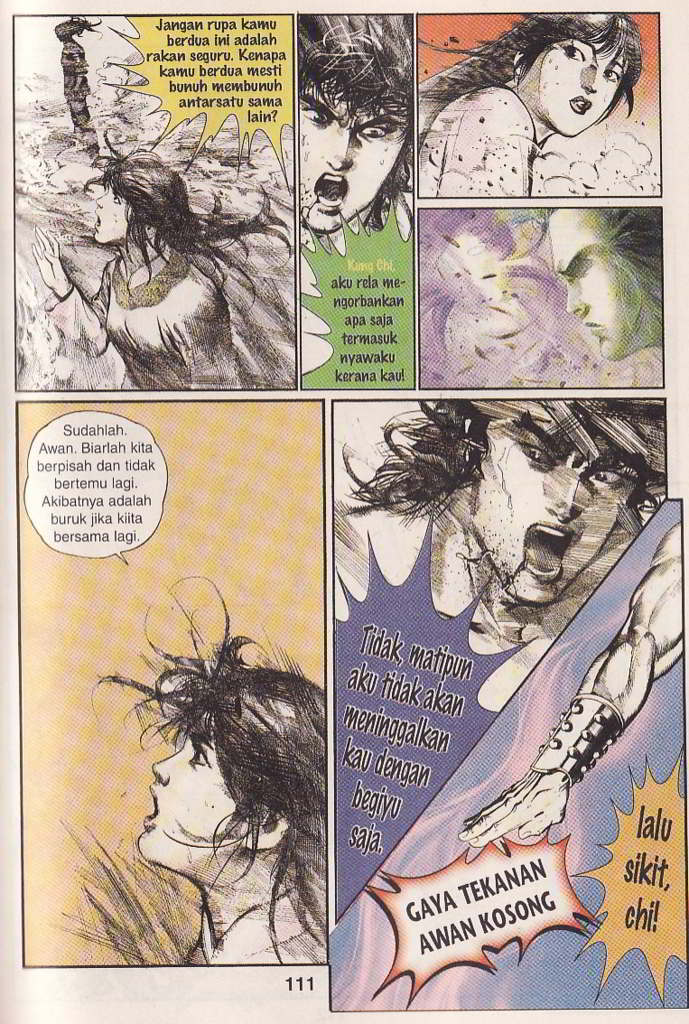 Jangan rupa kamu
berdua ini adalah
rakan seguru. Kenapa
kamu berdua mesti
bunuh membunuh
antarsatu sama
lain?
Kong Chi,
aku rela me-
ngorbankan
apa saja
termasuk
nyawaku
kerana kau!
Sudahlah.
Awan. Biarlah kita
berpisah dan tidak
bertemu lagi.
Akibatnya adalah
buruk jika kiita
bersama lagi.
Tidak, matipun
aku tidak akan
meninggalkan
kau dengan
begiyu
saja.
GAYA TEKANAN
AWAN KOSONG
lalu
sikit,
chi!
111